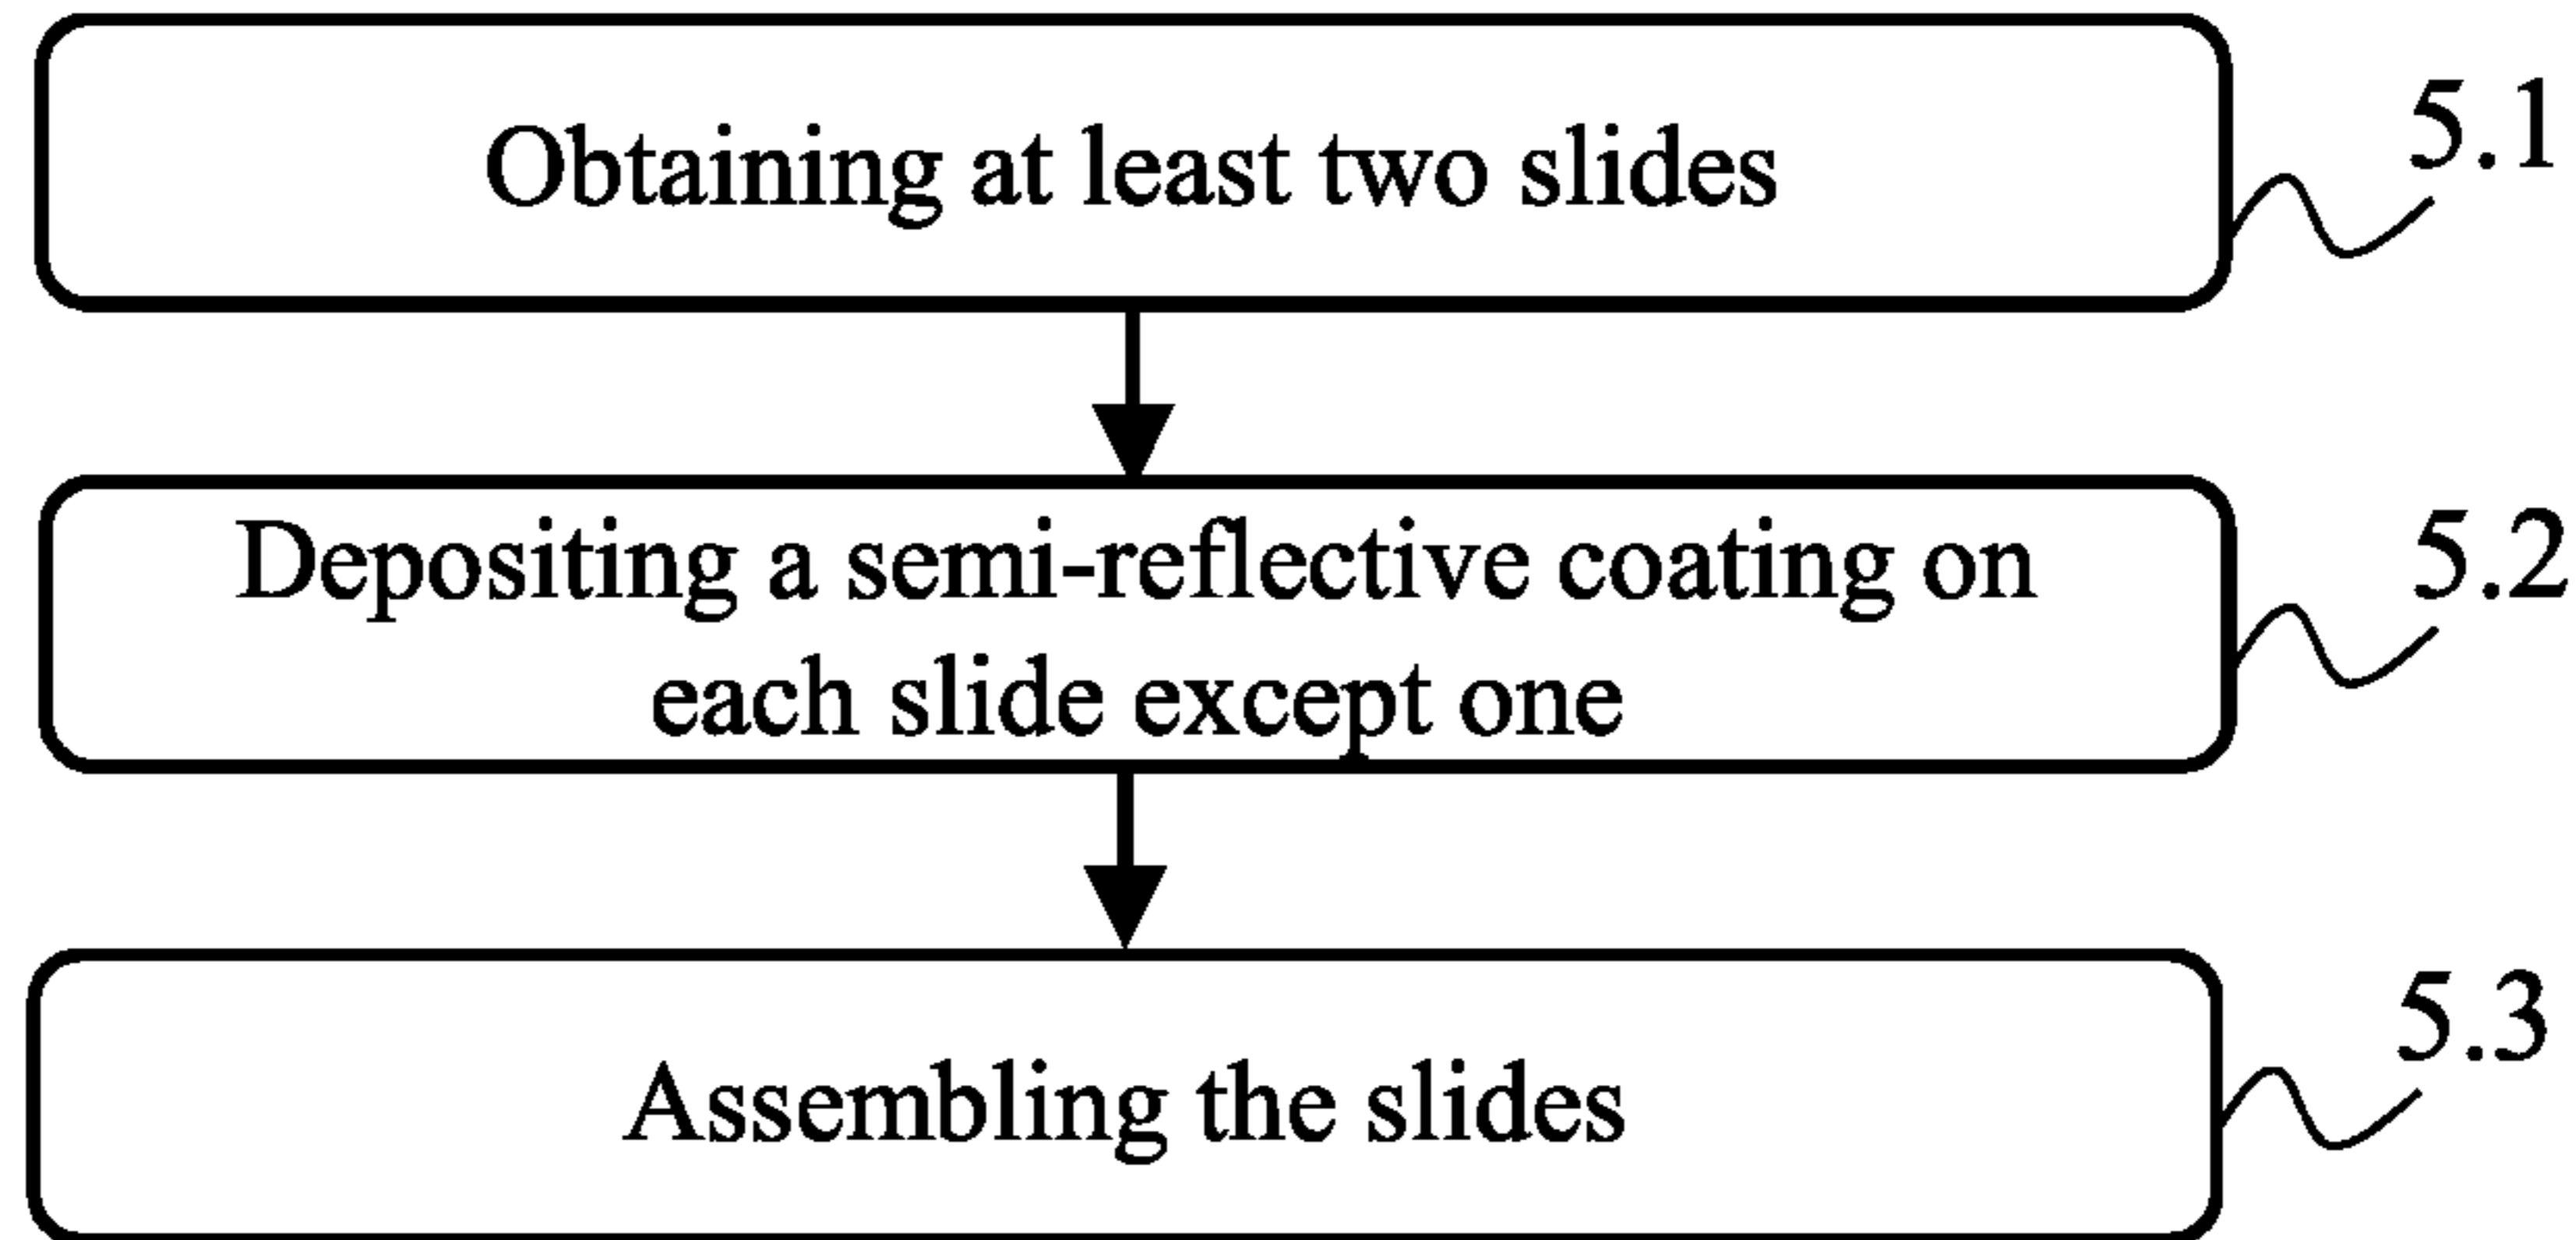 Obtaining at least two slides
5.1
Depositing a semi-reflective coating on
each slide except one
5.2
Assembling the slides
5.3